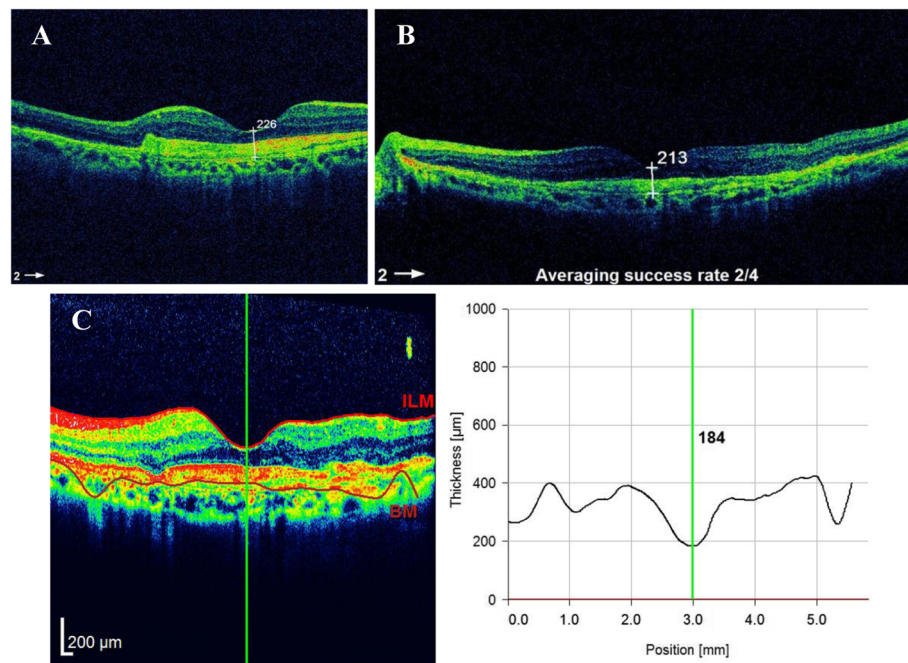 A
226
2 →
B
213
2 →
Averaging success rate 2/4
C
ILM
BM
200 µm
1000
800
600
400
200
0
Thickness [µm]
184
0.0 1.0 2.0 3.0 4.0 5.0
Position [mm]